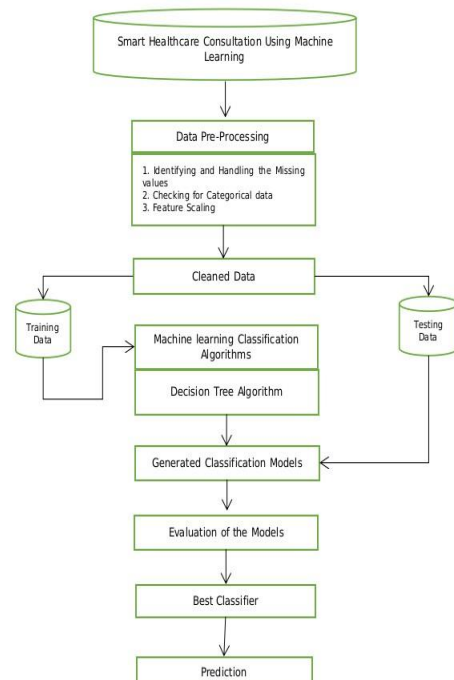 Smart Healthcare Consultation Using Machine
Learning
Data Pre-Processing
1. Identifying and Handling the Missing
values
2. Checking for Categorical data
3. Feature Scaling
Cleaned Data
Training
Data
Testing
Data
Machine learning Classification
Algorithms
Decision Tree Algorithm
Generated Classification Models
Evaluation of the Models
Best Classifier
Prediction